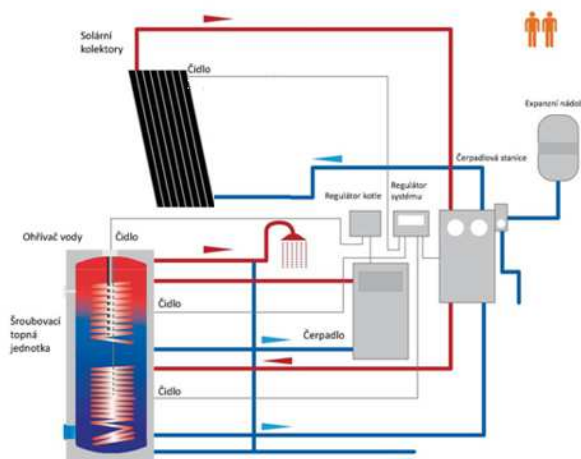 Solární
kolektory
Čidlo
Expanzní nádob
Čerpadlová stanice
Regulátor kotle
Regulátor
systému
Ohřívač vody
Čidlo
Čidlo
Šroubovací
topná
jednotka
Čerpadlo
Čidlo